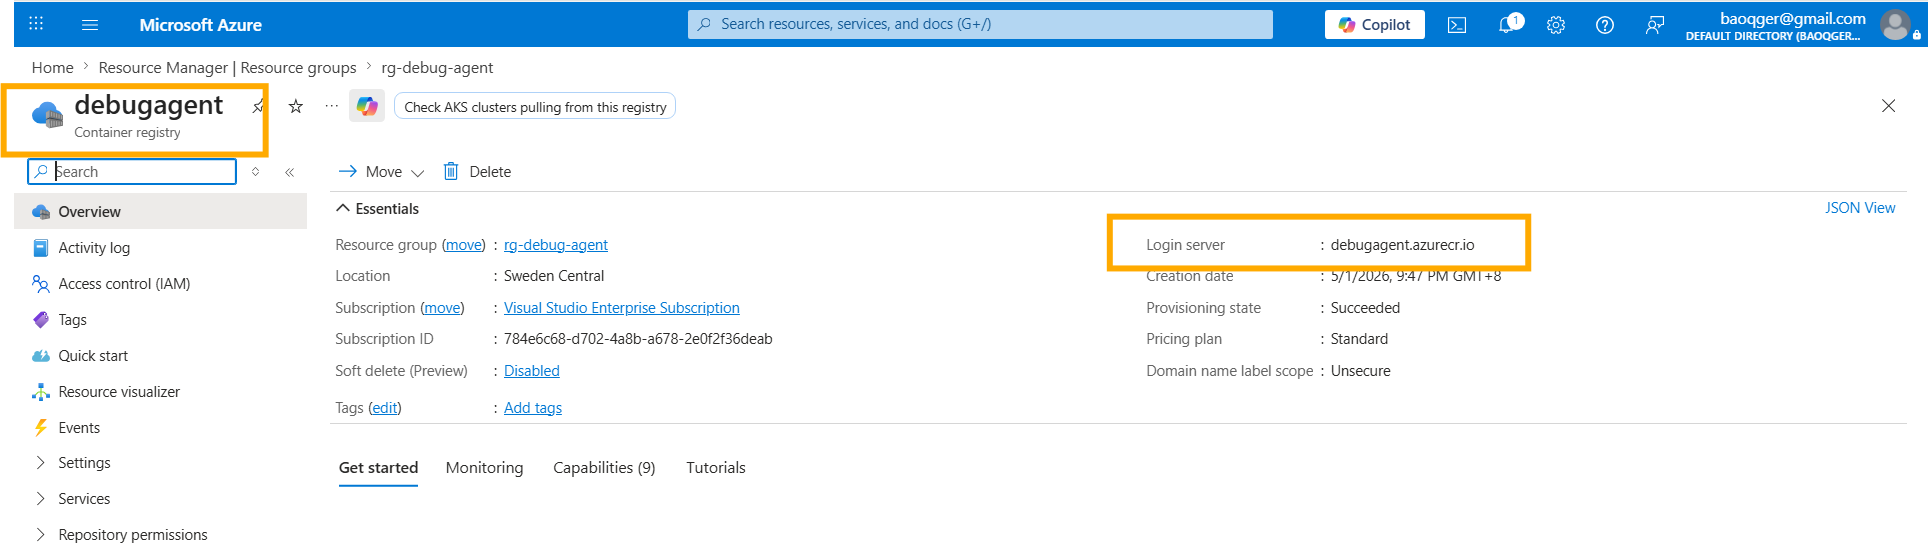 Microsoft Azure
Search resources, services, and docs (G+/)
Copilot
1
baoqger@gmail.com
DEFAULT DIRECTORY (BAOQGER...
Home > Resource Manager | Resource groups > rg-debug-agent
debugagent
Container registry
...
Check AKS clusters pulling from this registry
Search
Overview
Activity log
Access control (IAM)
Tags
Quick start
Resource visualizer
Events
Settings
Services
Repository permissions
Move
Delete
Essentials
JSON View
Resource group (move) : rg-debug-agent
Location : Sweden Central
Subscription (move) : Visual Studio Enterprise Subscription
Subscription ID : 784e6c68-d702-4a8b-a678-2e0f2f36deab
Soft delete (Preview) : Disabled
Tags (edit) : Add tags
Login server : debugagent.azurecr.io
Creation date : 5/1/2026, 9:47 PM GMT+8
Provisioning state : Succeeded
Pricing plan : Standard
Domain name label scope : Unsecure
Get started
Monitoring
Capabilities (9)
Tutorials